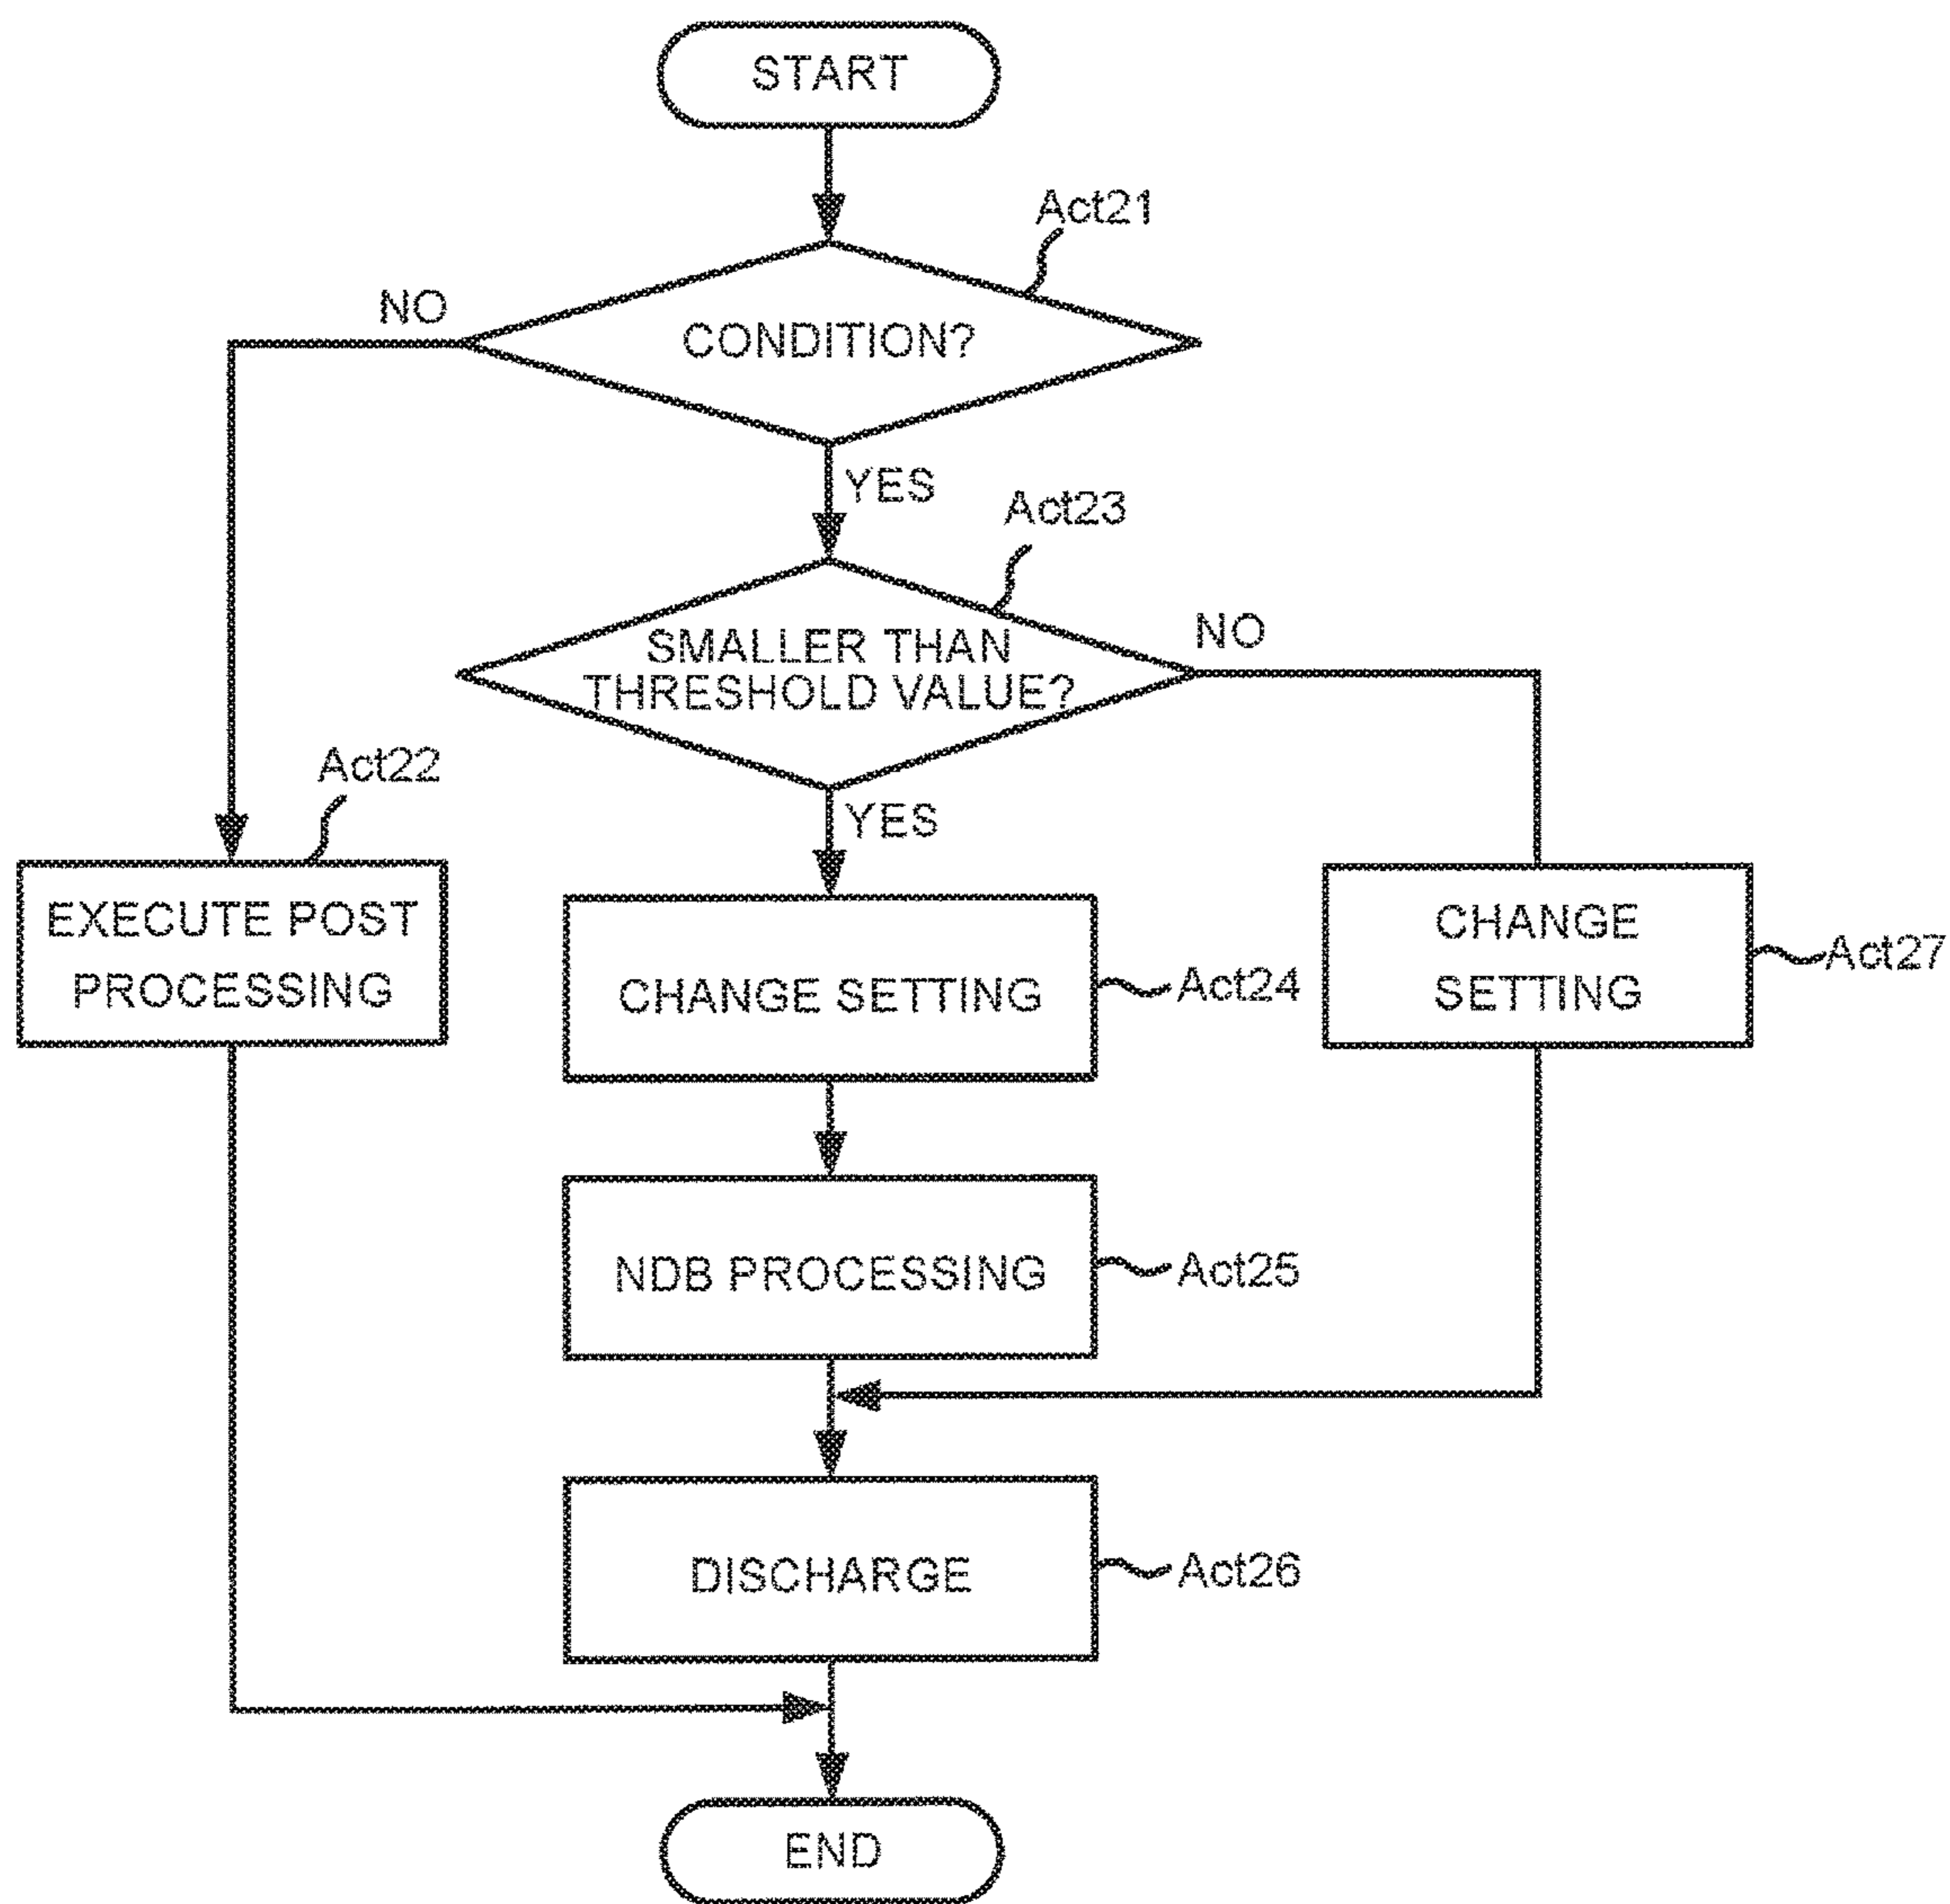 START
Act21
NO
CONDITION?
YES
Act23
SMALLER THAN
THRESHOLD VALUE?
NO
Act22
YES
EXECUTE POST
PROCESSING
CHANGE SETTING
Act24
CHANGE
SETTING
Act27
NDB PROCESSING
Act25
DISCHARGE
Act26
END